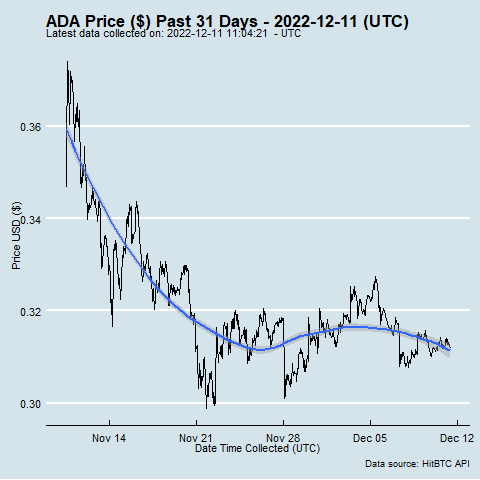 ADA Price ($) Past 31 Days - 2022-12-11 (UTC)
Latest data collected on: 2022-12-11 11:04:21 - UTC
Price USD ($)
0.36
0.34
0.32
0.30
Nov 14 Nov 21 Nov 28 Dec 05 Dec 12
Date Time Collected (UTC)
Data source: HitBTC API